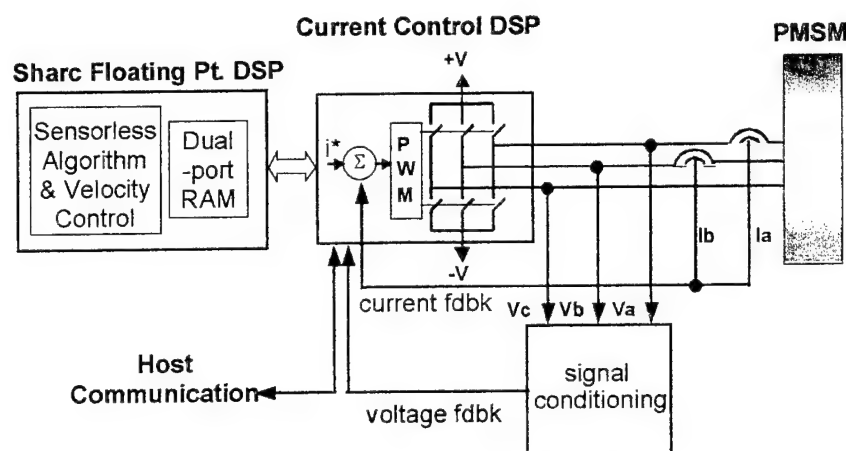 Current Control DSP
PMSM
Sharc Floating Pt. DSP
+V
Sensorless
Algorithm
& Velocity
Control
Dual
-port
RAM
i*
Σ
P
W
M
-V
Ib
Ia
current fdbk
Vc
Vb
Va
Host
Communication
signal
conditioning
voltage fdbk